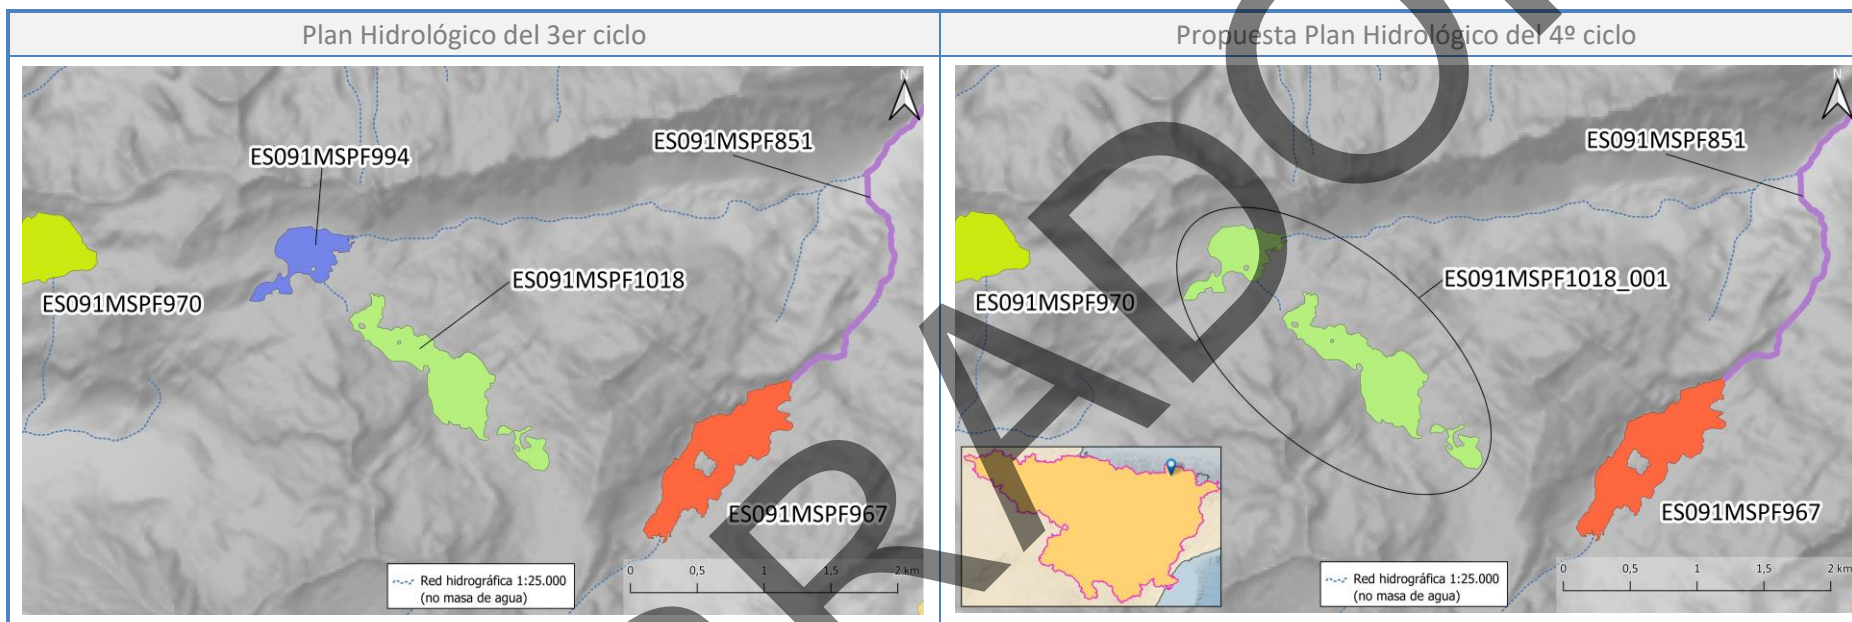 Plan Hidrológico del 3er ciclo
Propuesta Plan Hidrológico del 4º ciclo
N
ES091MSPF851
ES091MSPF994
ES091MSPF1018
ES091MSPF970
ES091MSPF967
Red hidrográfica 1:25.000
(no masa de agua)
0 0,5 1 1,5 2 km
N
ES091MSPF851
ES091MSPF1018_001
ES091MSPF970
ES091MSPF967
Red hidrográfica 1:25.000
(no masa de agua)
0 0,5 1 1,5 2 km
RADOR